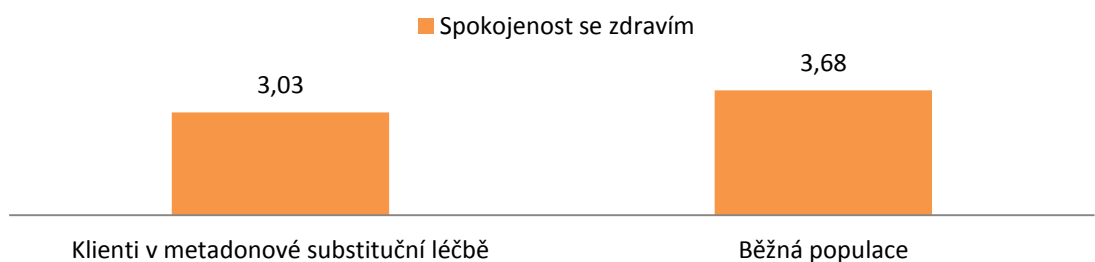 Spokojenost se zdravím
3,03
3,68
Klienti v metadonové substituční léčbě
Běžná populace